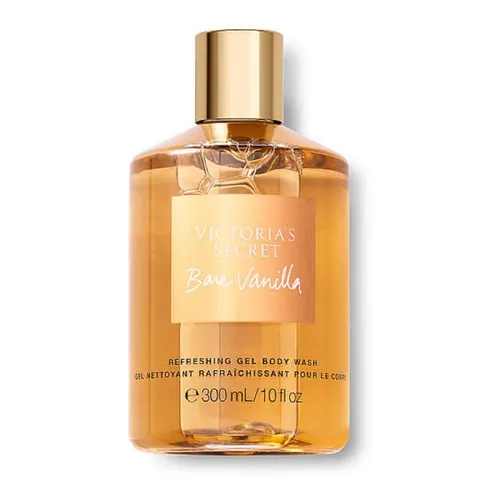 VICTORIA'S
SECRET
Bare Vanilla
REFRESHING GEL BODY WASH
GEL NETTOYANT RAFRAÎCHISSANT POUR LE CORPS
℮ 300 mL/10 fl oz